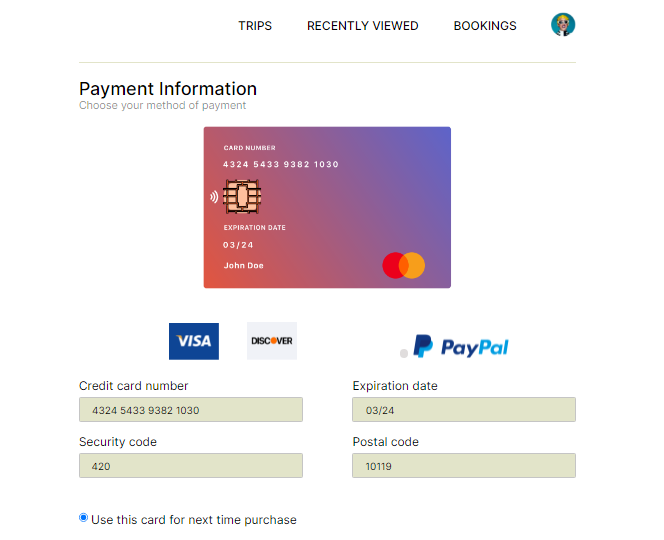 TRIPS RECENTLY VIEWED BOOKINGS
Payment Information
Choose your method of payment
CARD NUMBER
4324 5433 9382 1030
EXPIRATION DATE
03/24
John Doe
VISA DISCOVER PayPal
Credit card number Expiration date
4324 5433 9382 1030 03/24
Security code Postal code
420 10119
Use this card for next time purchase